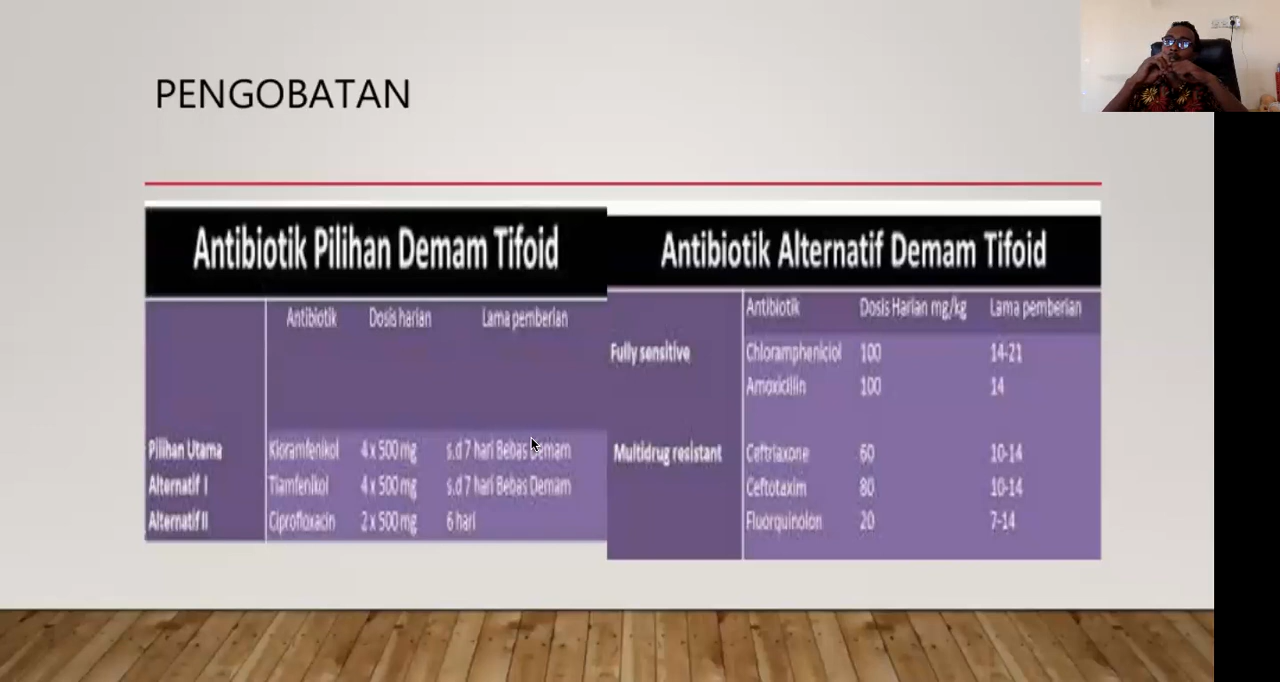 PENGOBATAN
Antibiotik Pilihan Demam Tifoid
Antibiotik Dosis harian Lama pemberian
Pilihan Utama Kloramfenikol 4 x 500 mg s.d 7 hari Bebas Demam
Alternatif I Tiamfenikol 4 x 500 mg s.d 7 hari Bebas Demam
Alternatif II Ciprofloxacin 2 x 500 mg 6 hari
Antibiotik Alternatif Demam Tifoid
Antibiotik Dosis Harian mg/kg Lama pemberian
Fully sensitive Chlorampheniciol 100 14-21
Amoxicillin 100 14
Multidrug resistant Ceftriaxone 60 10-14
Ceftotaxim 80 10-14
Fluorquinolon 20 7-14